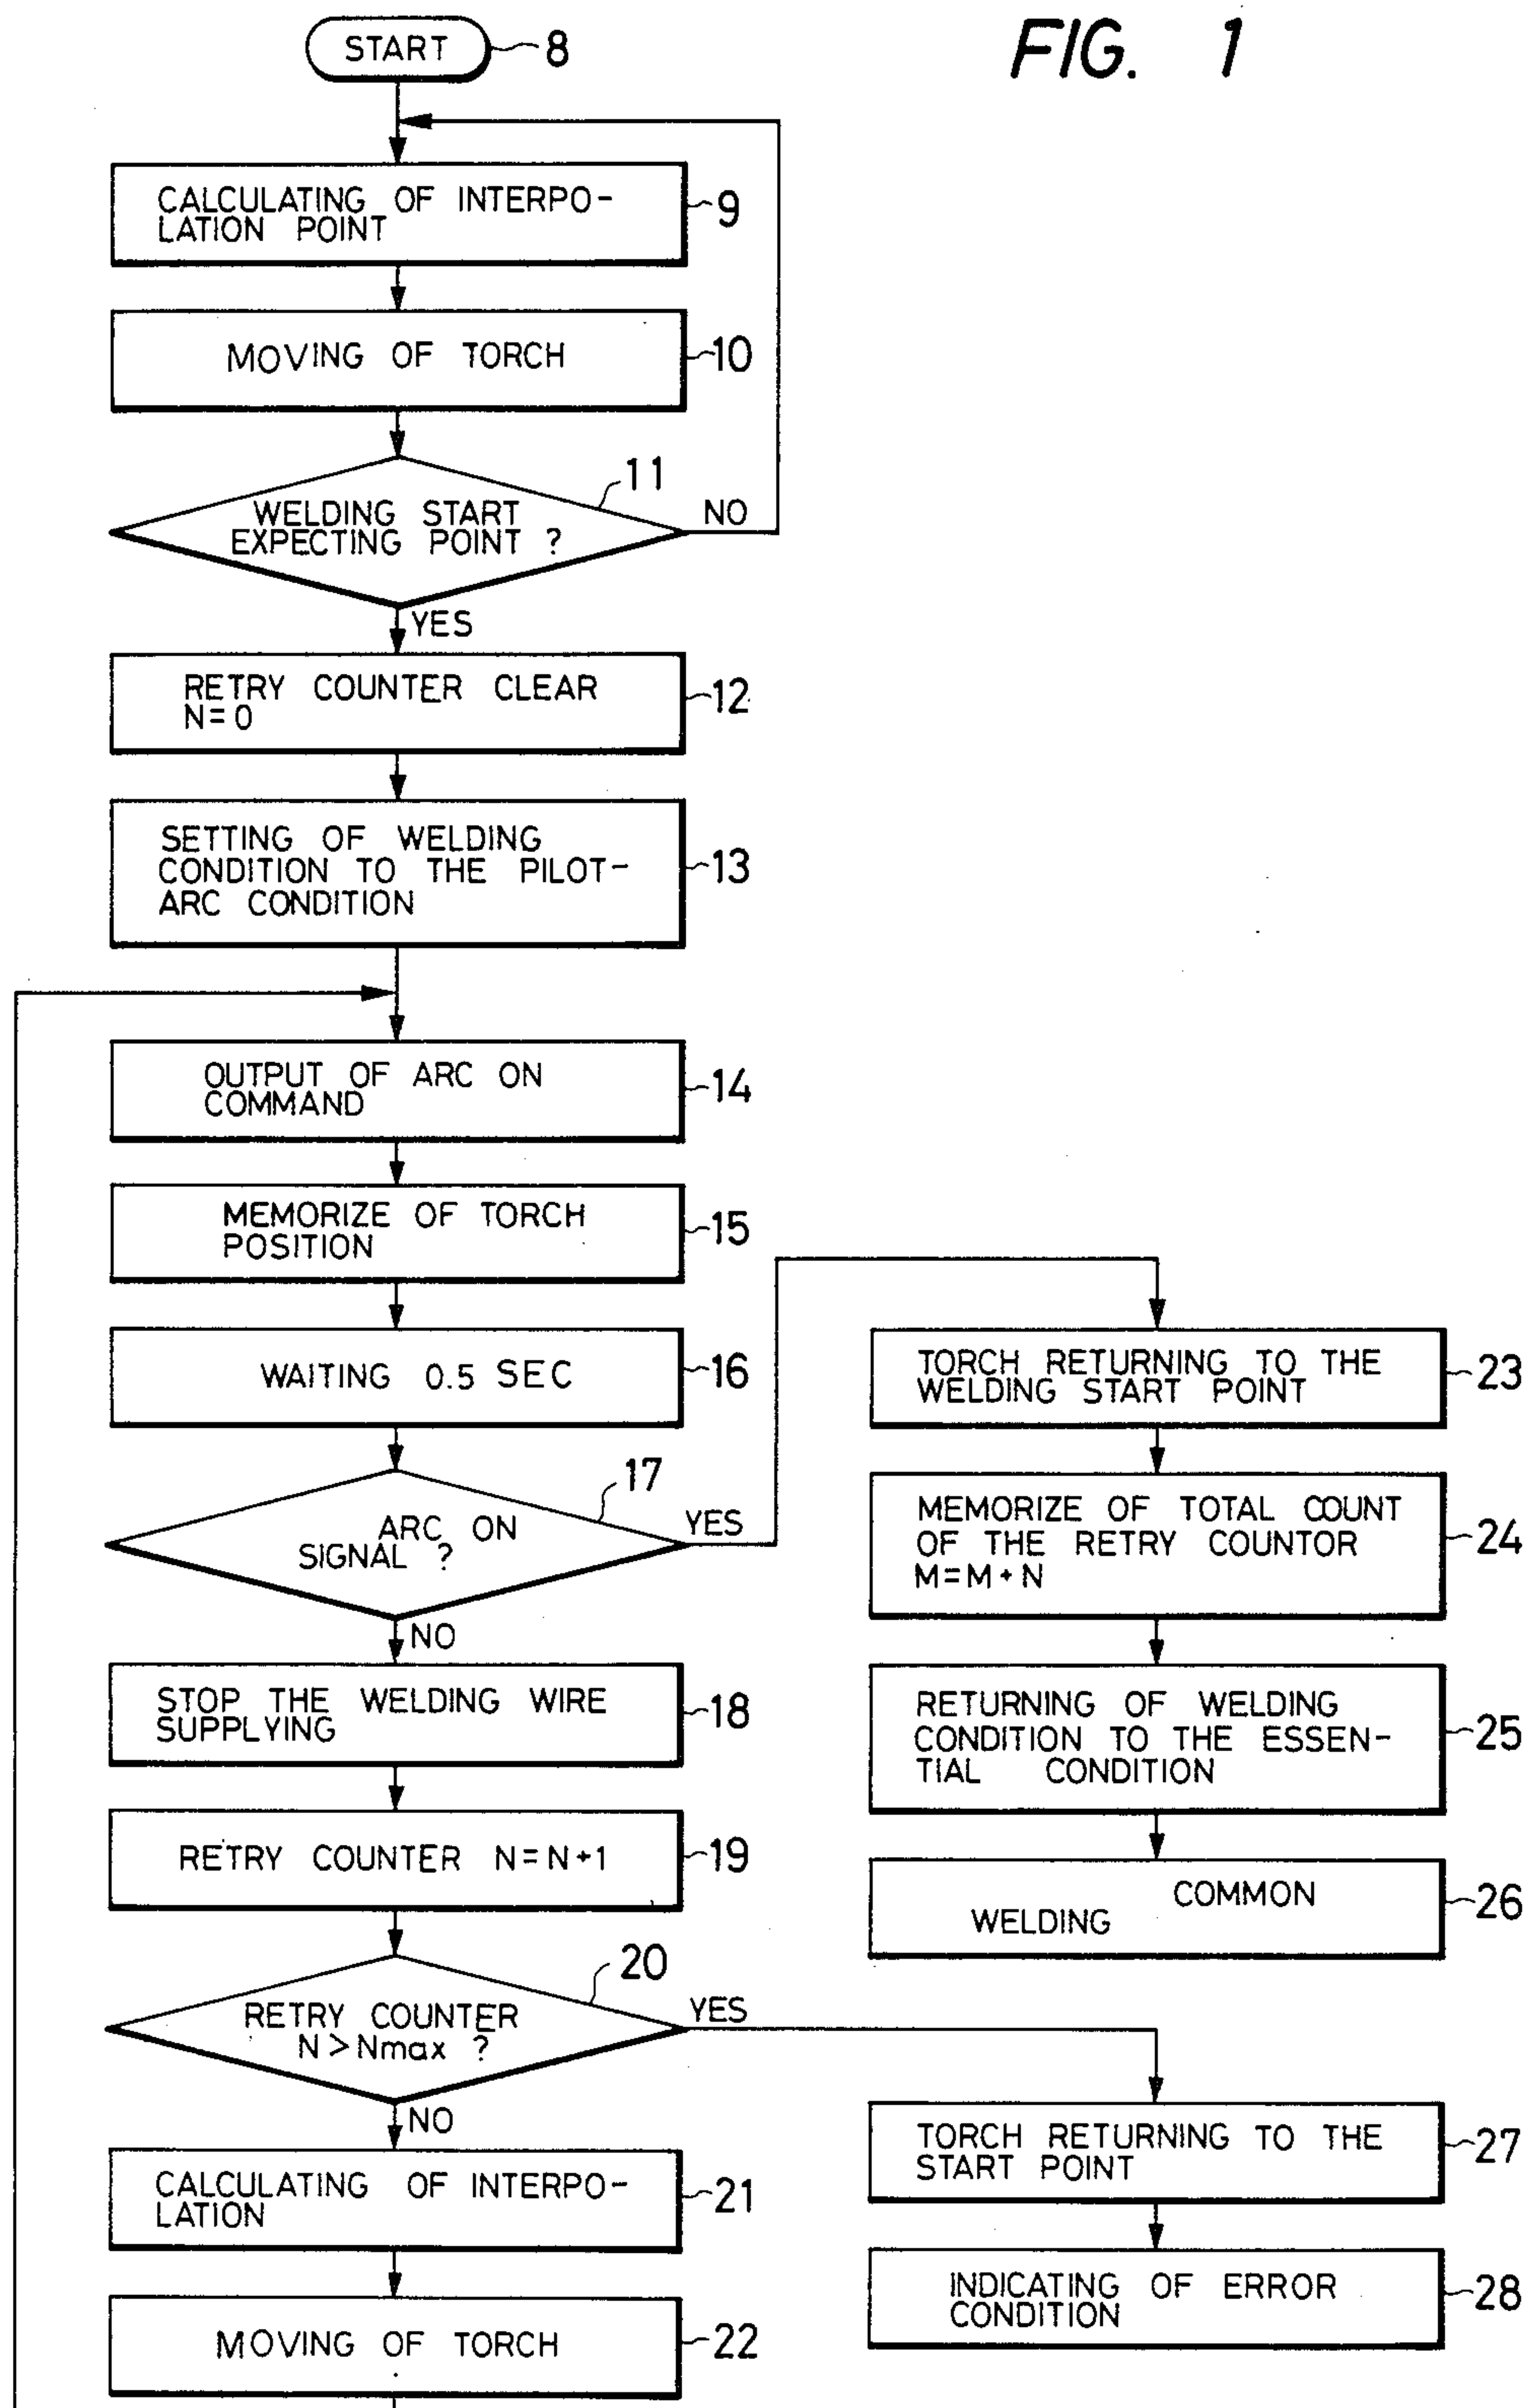 FIG. 1
START
8
CALCULATING OF INTERPO-
LATION POINT
9
MOVING OF TORCH
10
11
WELDING START
EXPECTING POINT ?
NO
YES
RETRY COUNTER CLEAR
N=0
12
SETTING OF WELDING
CONDITION TO THE PILOT-
ARC CONDITION
13
OUTPUT OF ARC ON
COMMAND
14
MEMORIZE OF TORCH
POSITION
15
WAITING 0.5 SEC
16
17
ARC ON
SIGNAL ?
YES
NO
STOP THE WELDING WIRE
SUPPLYING
18
RETRY COUNTER N=N+1
19
20
RETRY COUNTER
N>Nmax ?
YES
NO
CALCULATING OF INTERPO-
LATION
21
MOVING OF TORCH
22
TORCH RETURNING TO THE
WELDING START POINT
23
MEMORIZE OF TOTAL COUNT
OF THE RETRY COUNTOR
M=M+N
24
RETURNING OF WELDING
CONDITION TO THE ESSEN-
TIAL CONDITION
25
COMMON
WELDING
26
TORCH RETURNING TO THE
START POINT
27
INDICATING OF ERROR
CONDITION
28